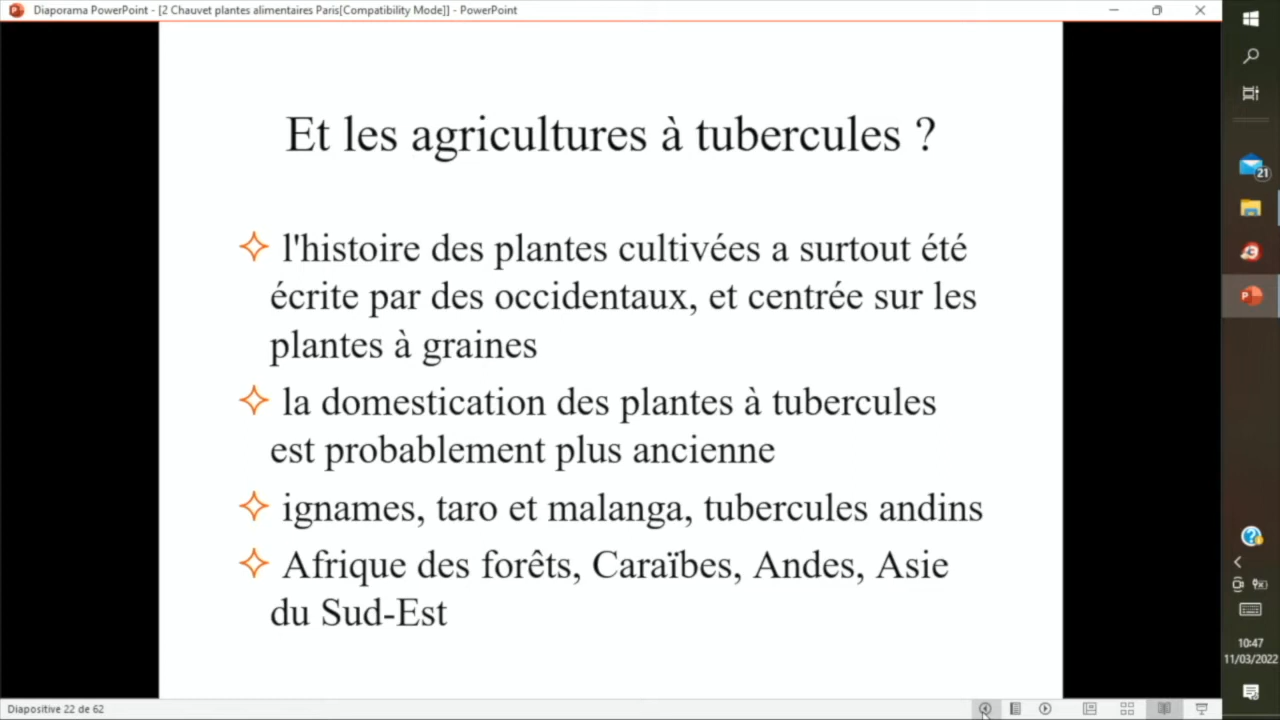 Diaporama PowerPoint - [2 Chauvet plantes alimentaires Paris[Compatibility Mode]] - PowerPoint
Et les agricultures à tubercules ?
l'histoire des plantes cultivées a surtout été
écrite par des occidentaux, et centrée sur les
plantes à graines
la domestication des plantes à tubercules
est probablement plus ancienne
ignames, taro et malanga, tubercules andins
Afrique des forêts, Caraïbes, Andes, Asie
du Sud-Est
21
10:47
11/03/2022
Diapositive 22 de 62